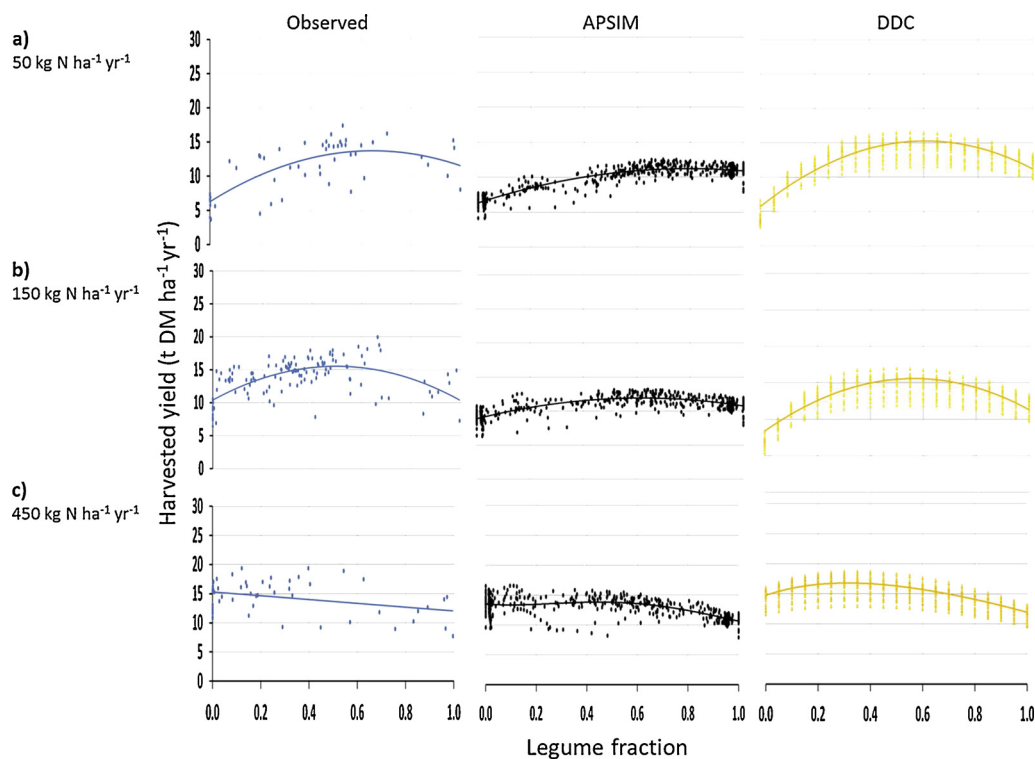 Observed APSIM DDC
a)
50 kg N ha⁻¹ yr⁻¹
30
25
20
15
10
5
0
b)
150 kg N ha⁻¹ yr⁻¹
30
25
20
15
10
5
0
c)
450 kg N ha⁻¹ yr⁻¹
30
25
20
15
10
5
0
Harvested yield (t DM ha⁻¹ yr⁻¹)
0.0 0.2 0.4 0.6 0.8 1.0 0.0 0.2 0.4 0.6 0.8 1.0 0.0 0.2 0.4 0.6 0.8 1.0
Legume fraction